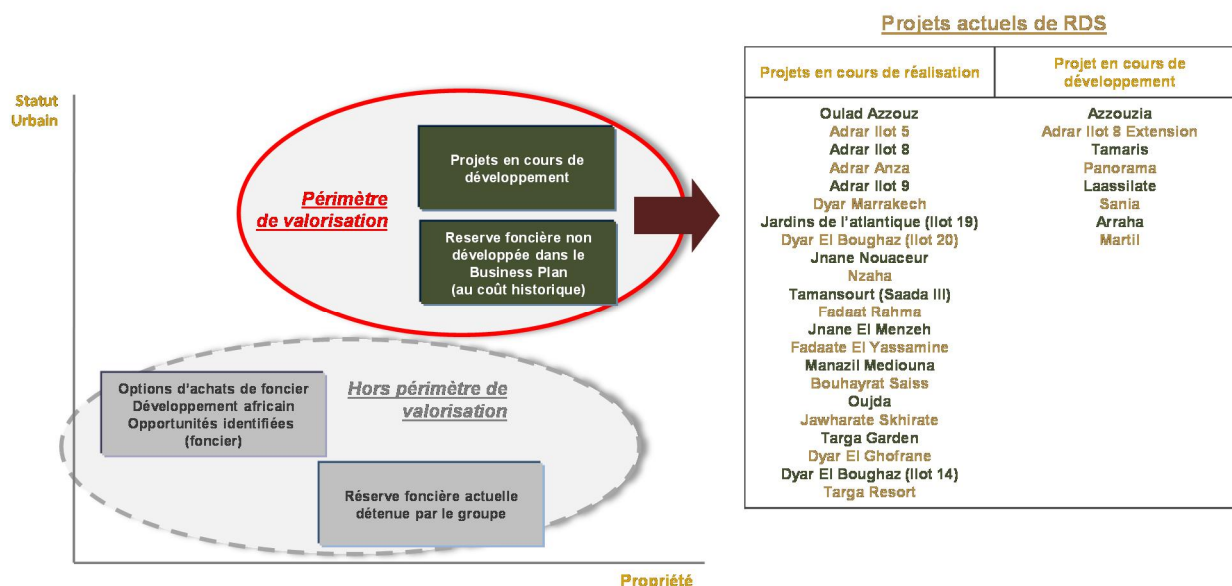 Projets actuels de RDS
Projets en cours de réalisation
Projet en cours de
développement
Oulad Azzouz
Adrar Ilot 5
Adrar Ilot 8
Adrar Anza
Adrar Ilot 9
Dyar Marrakech
Jardins de l'atlantique (Ilot 19)
Dyar El Boughaz (Ilot 20)
Jnane Nouaceur
Nzaha
Tamansourt (Saada III)
Fadaat Rahma
Jnane El Menzeh
Fadaate El Yassamine
Manazil Mediouna
Bouhayrat Saiss
Oujda
Jawharate Skhirate
Targa Garden
Dyar El Ghofrane
Dyar El Boughaz (Ilot 14)
Targa Resort
Azzouzia
Adrar Ilot 8 Extension
Tamaris
Panorama
Laassilate
Sania
Arraha
Martil
Statut
Urbain
Périmètre
de valorisation
Projets en cours de
développement
Reserve foncière non
développée dans le
Business Plan
(au coût historique)
Options d'achats de foncier
Développement africain
Opportunités identifiées
(foncier)
Hors périmètre de
valorisation
Réserve foncière actuelle
détenue par le groupe
Propriété